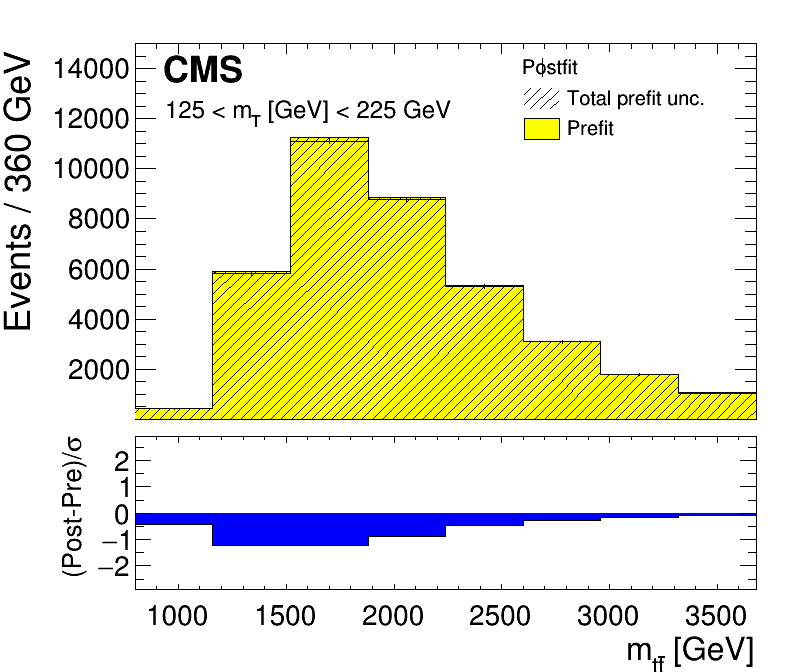 CMS
125 < m_T [GeV] < 225 GeV
Postfit
Total prefit unc.
Prefit
Events / 360 GeV
14000
12000
10000
8000
6000
4000
2000
(Post-Pre)/σ
2
1
0
−1
−2
1000 1500 2000 2500 3000 3500
m_tt̄ [GeV]